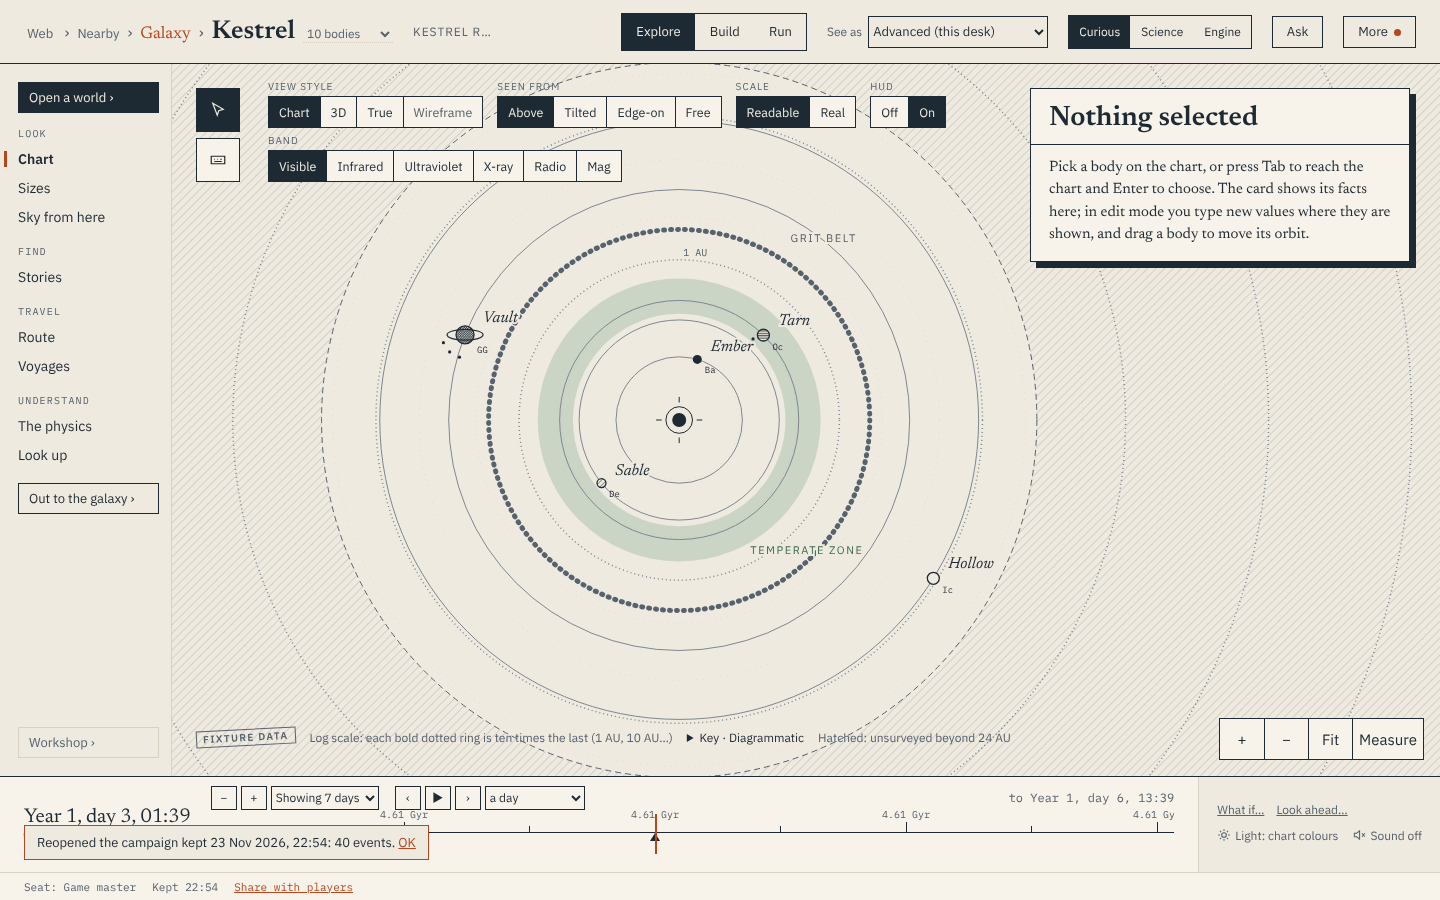 Web › Nearby › Galaxy › Kestrel 10 bodies KESTREL R... Explore Build Run See as Advanced (this desk) Curious Science Engine Ask More
Open a world ›
LOOK
Chart
Sizes
Sky from here
FIND
Stories
TRAVEL
Route
Voyages
UNDERSTAND
The physics
Look up
Out to the galaxy ›
Workshop ›
VIEW STYLE
Chart 3D True Wireframe
SEEN FROM
Above Tilted Edge-on Free
SCALE
Readable Real
HUD
Off On
BAND
Visible Infrared Ultraviolet X-ray Radio Mag
Nothing selected
Pick a body on the chart, or press Tab to reach the
chart and Enter to choose. The card shows its facts
here; in edit mode you type new values where they are
shown, and drag a body to move its orbit.
GRIT BELT
1 AU
Vault
GG
Tarn
Oc
Ember
Ba
Sable
De
TEMPERATE ZONE
Hollow
Ic
FIXTURE DATA Log scale: each bold dotted ring is ten times the last (1 AU, 10 AU...) Key · Diagrammatic Hatched: unsurveyed beyond 24 AU
+ − Fit Measure
Year 1, day 3, 01:39
− + Showing 7 days ‹ › a day
to Year 1, day 6, 13:39
4.61 Gyr 4.61 Gyr 4.61 Gyr 4.61 Gy
Reopened the campaign kept 23 Nov 2026, 22:54: 40 events. OK
What if... Look ahead...
Light: chart colours Sound off
Seat: Game master Kept 22:54 Share with players